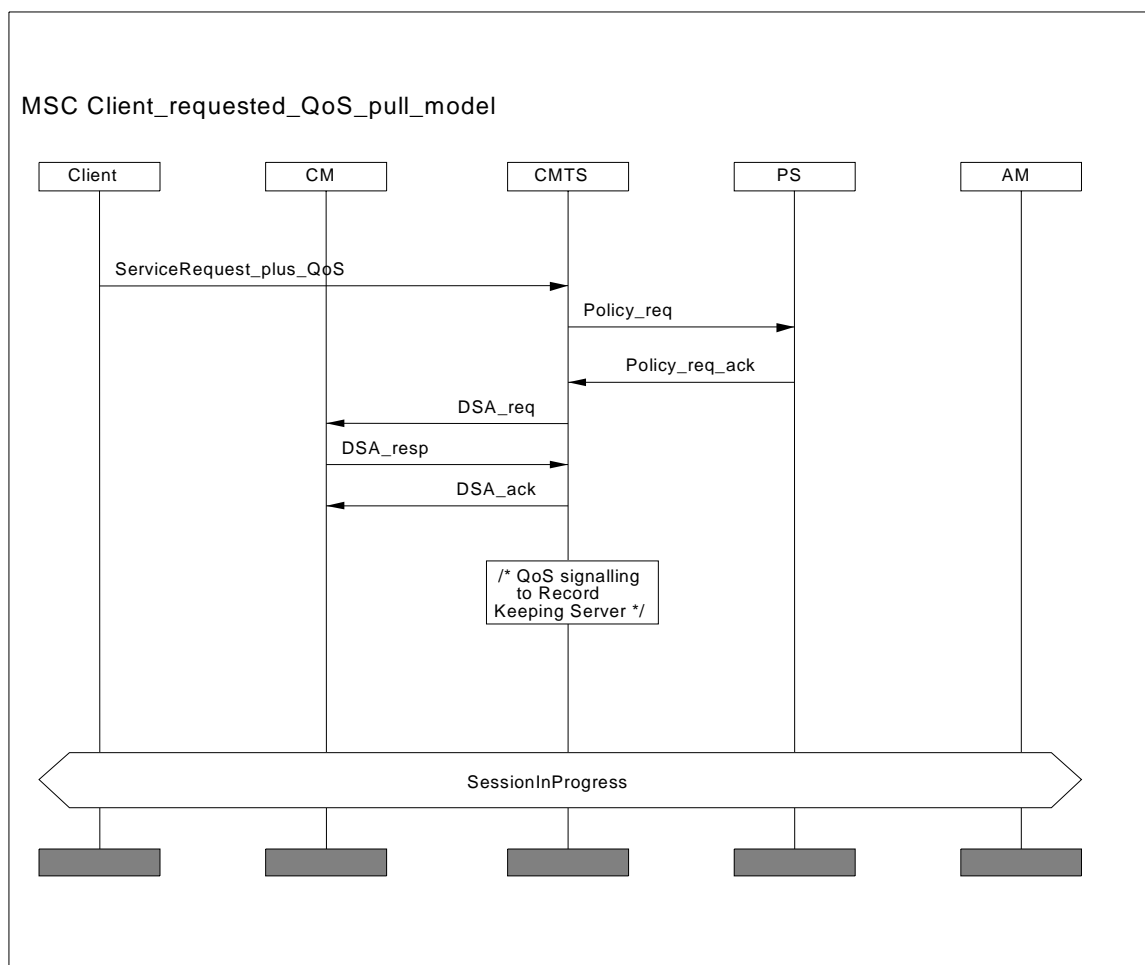 MSC Client_requested_QoS_pull_model
Client
CM
CMTS
PS
AM
ServiceRequest_plus_QoS
Policy_req
Policy_req_ack
DSA_req
DSA_resp
DSA_ack
/* QoS signalling
to Record
Keeping Server */
SessionInProgress